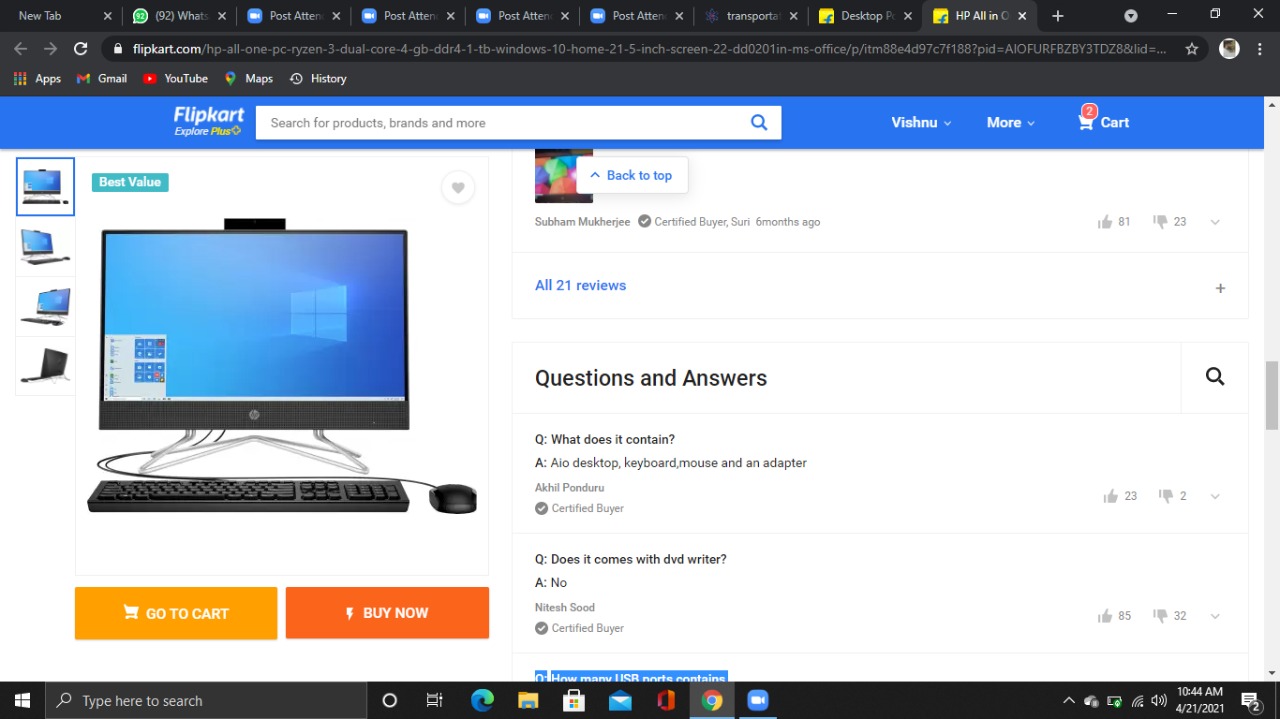 New Tab
(92) Whats
Post Atten
Post Atten
Post Atten
Post Atten
transporta
Desktop P
HP All in O
flipkart.com/hp-all-one-pc-ryzen-3-dual-core-4-gb-ddr4-1-tb-windows-10-home-21-5-inch-screen-22-dd0201in-ms-office/p/itm88e4d97c7f188?pid=AIOFURFBZBY3TDZ8&lid=...
Apps
Gmail
YouTube
Maps
History
Flipkart
Explore Plus
Search for products, brands and more
Vishnu
More
2
Cart
Best Value
Back to top
Subham Mukherjee
Certified Buyer, Suri 6months ago
81
23
All 21 reviews
+
Questions and Answers
Q: What does it contain?
A: Aio desktop, keyboard,mouse and an adapter
Akhil Ponduru
23
2
Certified Buyer
Q: Does it comes with dvd writer?
A: No
Nitesh Sood
85
32
Certified Buyer
GO TO CART
BUY NOW
Q: How many USB ports contains
Type here to search
10:44 AM
4/21/2021
2